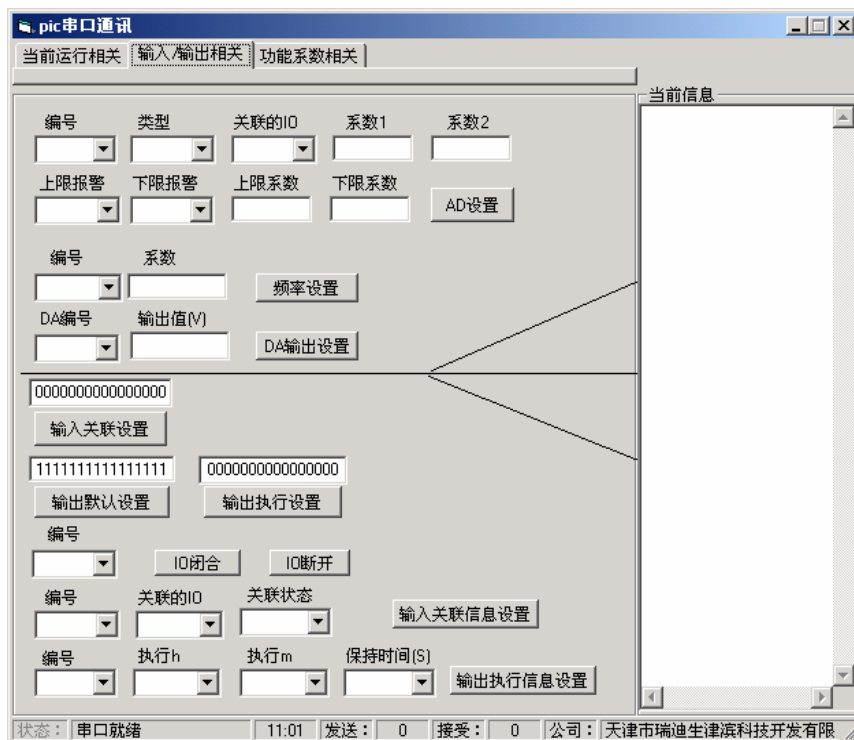 pic串口通讯
当前运行相关 输入/输出相关 功能系数相关
当前信息
编号 类型 关联的IO 系数1 系数2
上限报警 下限报警 上限系数 下限系数
AD设置
编号 系数
频率设置
DA编号 输出值(V)
DA输出设置
0000000000000000
输入关联设置
1111111111111111 0000000000000000
输出默认设置 输出执行设置
编号
IO闭合 IO断开
编号 关联的IO 关联状态
输入关联信息设置
编号 执行h 执行m 保持时间(S)
输出执行信息设置
状态： 串口就绪 11:01 发送： 0 接受： 0 公司： 天津市瑞迪生津滨科技开发有限